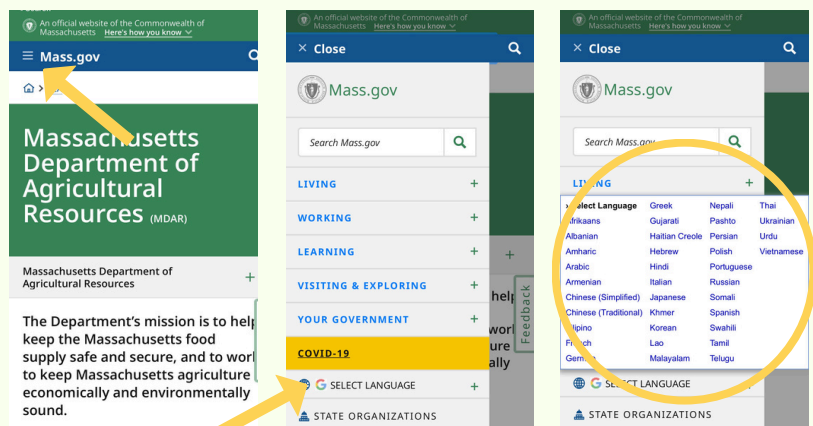 An official website of the Commonwealth of
Massachusetts Here's how you know
Mass.gov
Massachusetts
Department of
Agricultural
Resources (MDAR)
Massachusetts Department of
Agricultural Resources
+
The Department's mission is to help
keep the Massachusetts food
supply safe and secure, and to work
to keep Massachusetts agriculture
economically and environmentally
sound.
An official website of the Commonwealth of
Massachusetts Here's how you know
× Close
Mass.gov
Search Mass.gov
LIVING +
WORKING +
LEARNING +
VISITING & EXPLORING +
YOUR GOVERNMENT +
COVID-19
SELECT LANGUAGE +
STATE ORGANIZATIONS
+
help
Feedback
An official website of the Commonwealth of
Massachusetts Here's how you know
× Close
Mass.gov
Search Mass.gov
LIVING +
› Select Language Greek Nepali Thai
Afrikaans Gujarati Pashto Ukrainian
Albanian Haitian Creole Persian Urdu
Amharic Hebrew Polish Vietnamese
Arabic Hindi Portuguese
Armenian Italian Russian
Chinese (Simplified) Japanese Somali
Chinese (Traditional) Khmer Spanish
Filipino Korean Swahili
French Lao Tamil
German Malayalam Telugu
SELECT LANGUAGE +
STATE ORGANIZATIONS